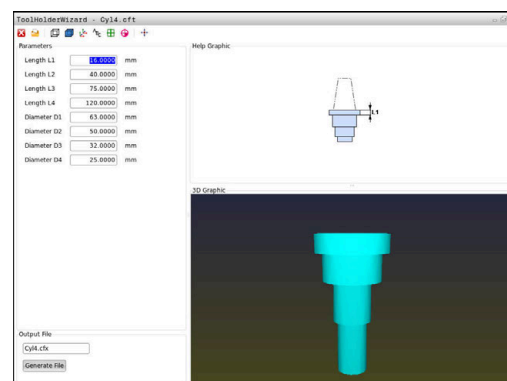 ToolHolderWizard - Cyl4.cft
Parameters
Length L1 16.0000 mm
Length L2 40.0000 mm
Length L3 75.0000 mm
Length L4 120.0000 mm
Diameter D1 63.0000 mm
Diameter D2 50.0000 mm
Diameter D3 32.0000 mm
Diameter D4 25.0000 mm
Output File
Cyl4.cfx
Generate File
Help Graphic
L1
3D Graphic